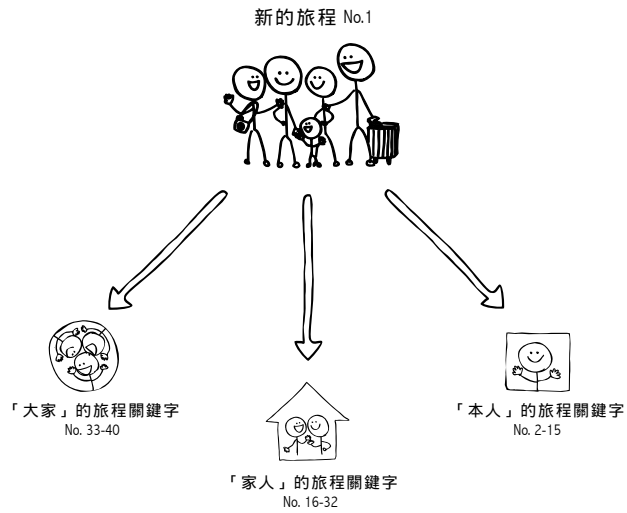 新的旅程 No.1
「大家」的旅程關鍵字
No. 33-40
「本人」的旅程關鍵字
No. 2-15
「家人」的旅程關鍵字
No. 16-32